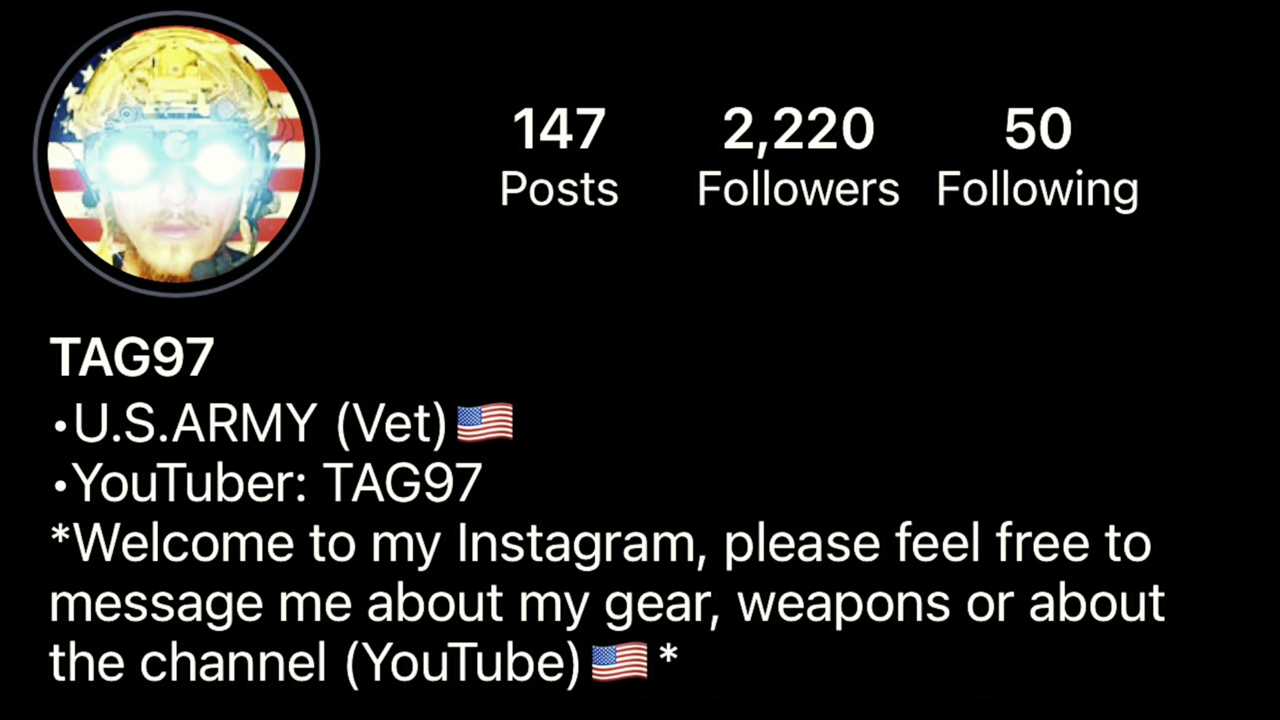 147 2,220 50
Posts Followers Following
TAG97
•U.S.ARMY (Vet)🇺🇸
•YouTuber: TAG97
*Welcome to my Instagram, please feel free to
message me about my gear, weapons or about
the channel (YouTube)🇺🇸*